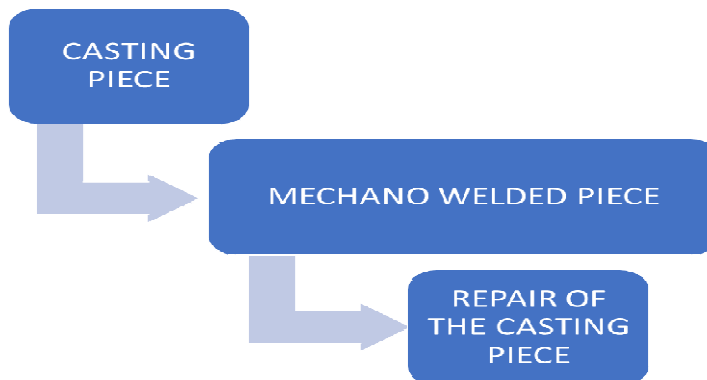 CASTING
PIECE
MECHANO WELDED PIECE
REPAIR OF
THE CASTING
PIECE